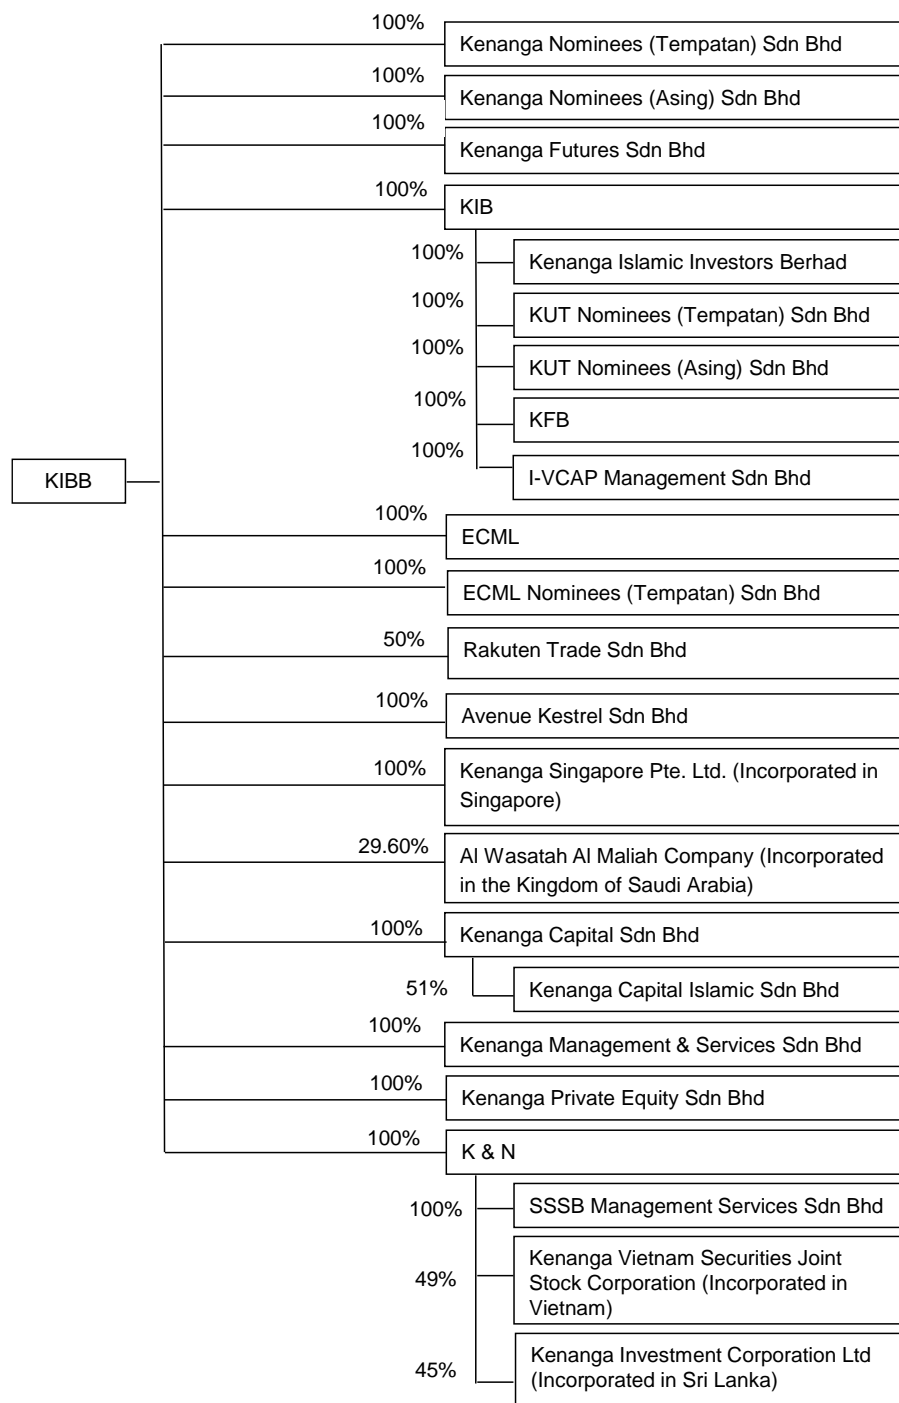 100%
Kenanga Nominees (Tempatan) Sdn Bhd
100%
Kenanga Nominees (Asing) Sdn Bhd
100%
Kenanga Futures Sdn Bhd
100%
KIB
100%
Kenanga Islamic Investors Berhad
100%
KUT Nominees (Tempatan) Sdn Bhd
100%
KUT Nominees (Asing) Sdn Bhd
100%
KFB
100%
I-VCAP Management Sdn Bhd
KIBB
100%
ECML
100%
ECML Nominees (Tempatan) Sdn Bhd
50%
Rakuten Trade Sdn Bhd
100%
Avenue Kestrel Sdn Bhd
100%
Kenanga Singapore Pte. Ltd. (Incorporated in
Singapore)
29.60%
Al Wasatah Al Maliah Company (Incorporated
in the Kingdom of Saudi Arabia)
100%
Kenanga Capital Sdn Bhd
51%
Kenanga Capital Islamic Sdn Bhd
100%
Kenanga Management & Services Sdn Bhd
100%
Kenanga Private Equity Sdn Bhd
100%
K & N
100%
SSSB Management Services Sdn Bhd
49%
Kenanga Vietnam Securities Joint
Stock Corporation (Incorporated in
Vietnam)
45%
Kenanga Investment Corporation Ltd
(Incorporated in Sri Lanka)